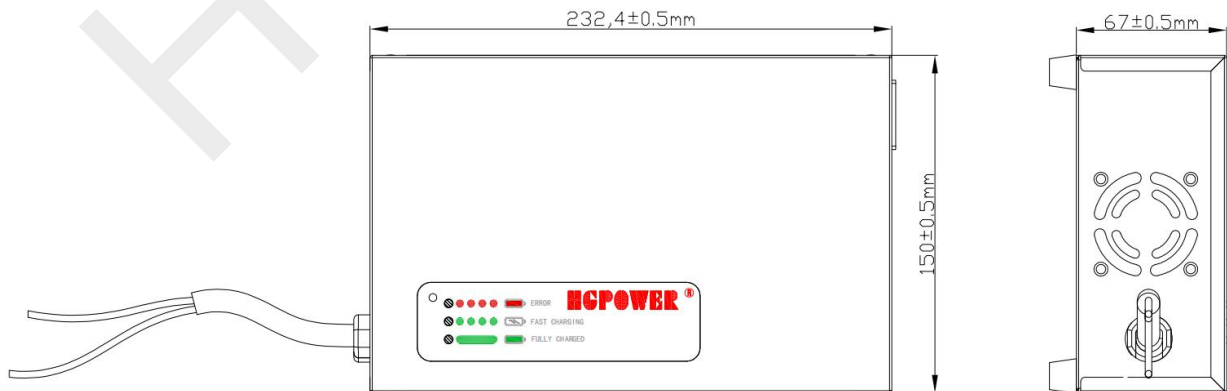 232,4±0.5mm
67±0.5mm
150±0.5mm
HGPOWER ®
ERROR
FAST CHARGING
FULLY CHARGED
H